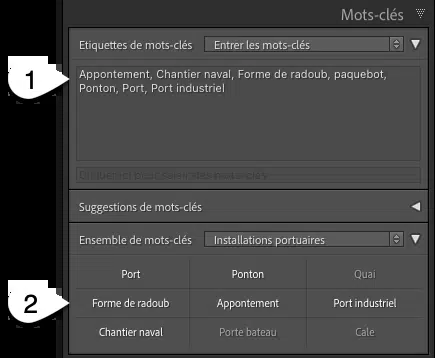 Mots-clés
Etiquettes de mots-clés Entrer les mots-clés
1
Appontement, Chantier naval, Forme de radoub, paquebot,
Ponton, Port, Port industriel
Suggestions de mots-clés
Ensemble de mots-clés Installations portuaires
Port Ponton Quai
2
Forme de radoub Appontement Port industriel
Chantier naval Porte bateau Cale